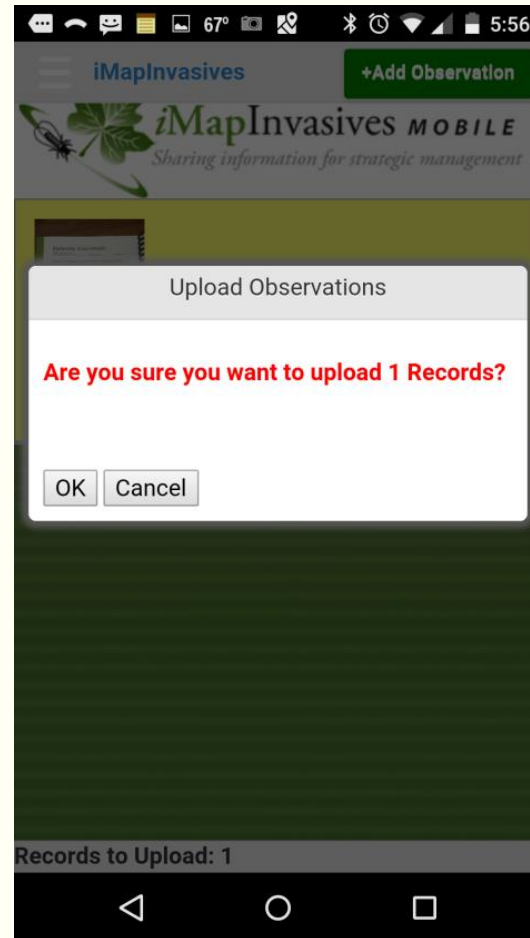 67° 5:56
iMapInvasives +Add Observation
iMapInvasives MOBILE
Sharing information for strategic management
Upload Observations
Are you sure you want to upload 1 Records?
OK Cancel
Records to Upload: 1